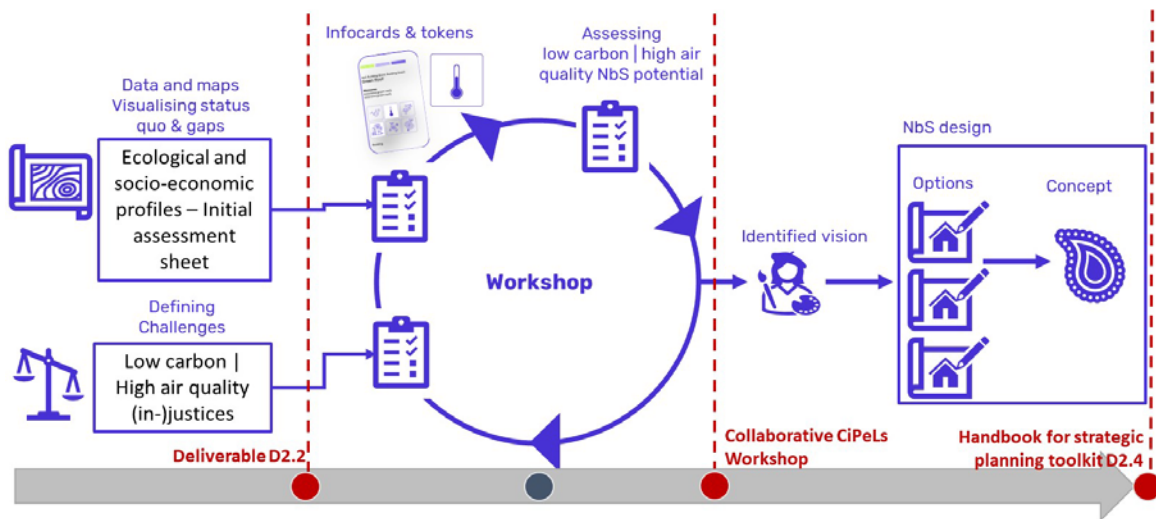 Infocards & tokens
Assessing
low carbon | high air
quality NbS potential
Data and maps
Visualising status
quo & gaps
Ecological and
socio-economic
profiles – Initial
assessment
sheet
NbS design
Options
Concept
Identified vision
Workshop
Defining
Challenges
Low carbon |
High air quality
(in-)justices
Deliverable D2.2
Collaborative CiPeLs
Workshop
Handbook for strategic
planning toolkit D2.4